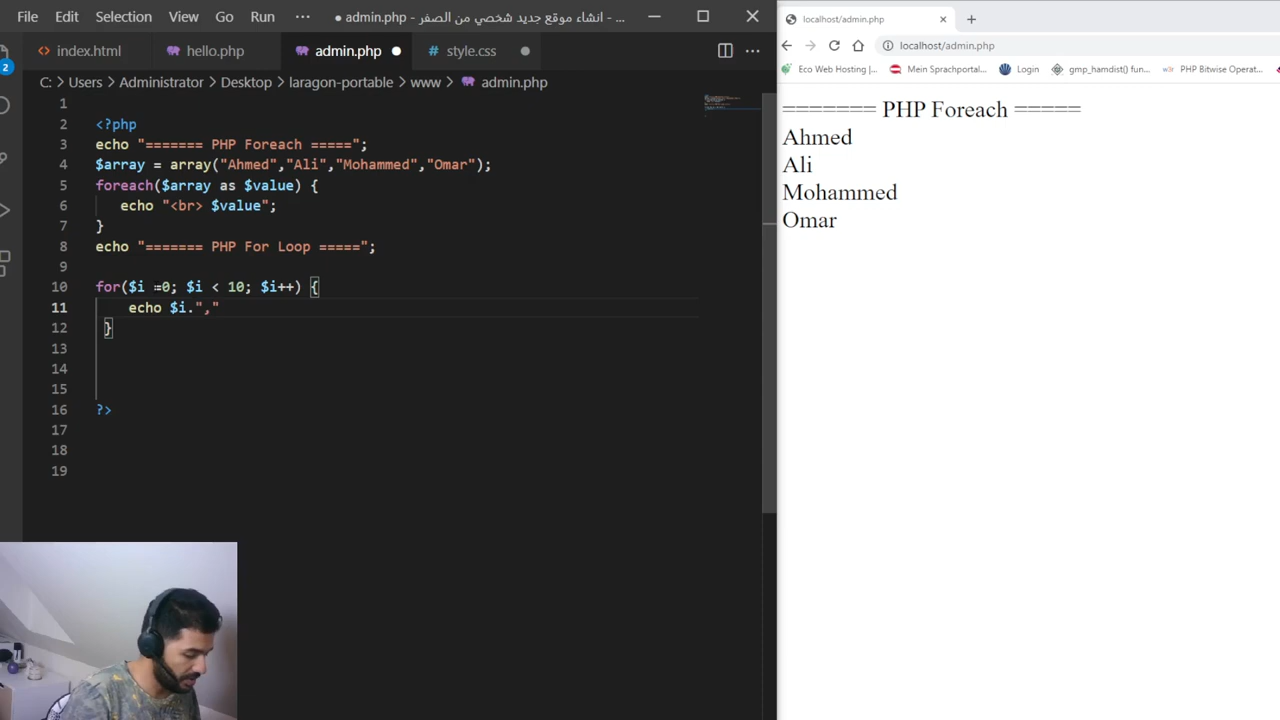 File Edit Selection View Go Run ··· ● admin.php - انشاء موقع جديد شخصي من الصفر - ...
index.html hello.php admin.php style.css ···
C: > Users > Administrator > Desktop > laragon-portable > www > admin.php
1
2 <?php
3 echo "======= PHP Foreach =====";
4 $array = array("Ahmed","Ali","Mohammed","Omar");
5 foreach($array as $value) {
6 echo "<br> $value";
7 }
8 echo "======= PHP For Loop =====";
9
10 for($i =0; $i < 10; $i++) {
11 echo $i.","
12 }
13
14
15
16 ?>
17
18
19
2
localhost/admin.php
localhost/admin.php
Eco Web Hosting |... Mein Sprachportal... Login gmp_hamdist() fun... PHP Bitwise Operat...
======= PHP Foreach =====
Ahmed
Ali
Mohammed
Omar